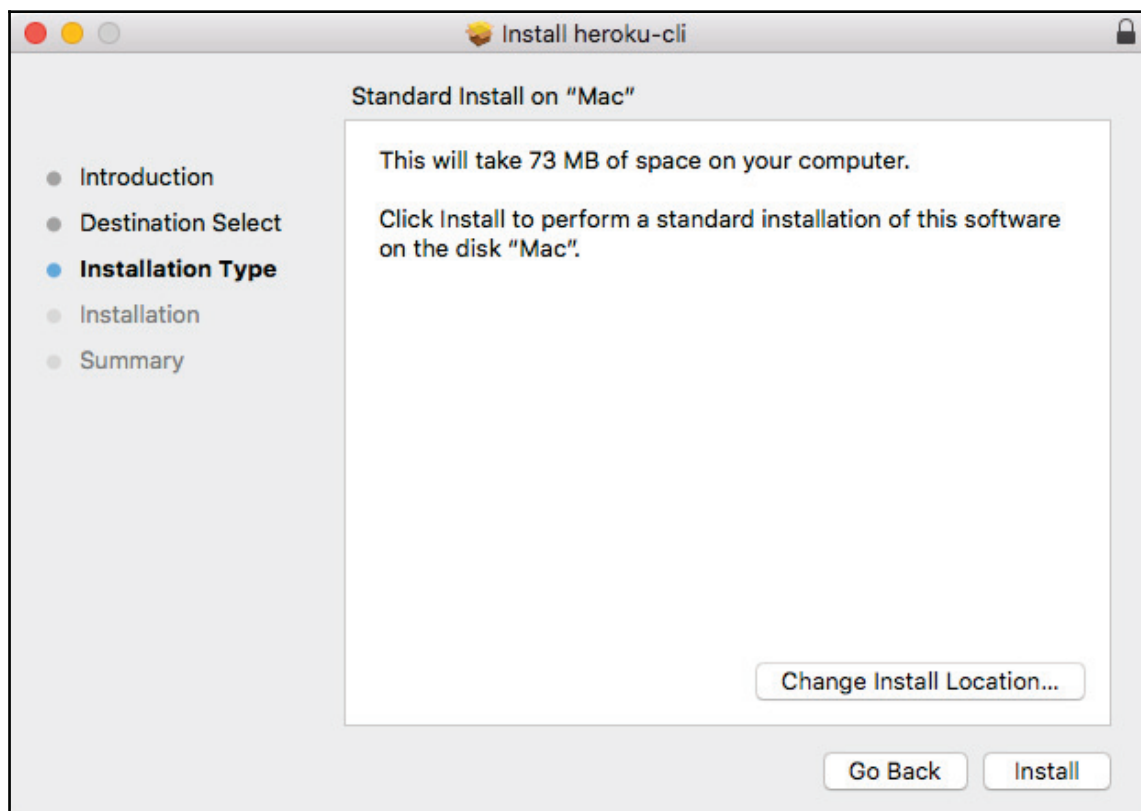 Install heroku-cli
Standard Install on “Mac”
Introduction
Destination Select
Installation Type
Installation
Summary
This will take 73 MB of space on your computer.
Click Install to perform a standard installation of this software
on the disk “Mac”.
Change Install Location...
Go Back
Install